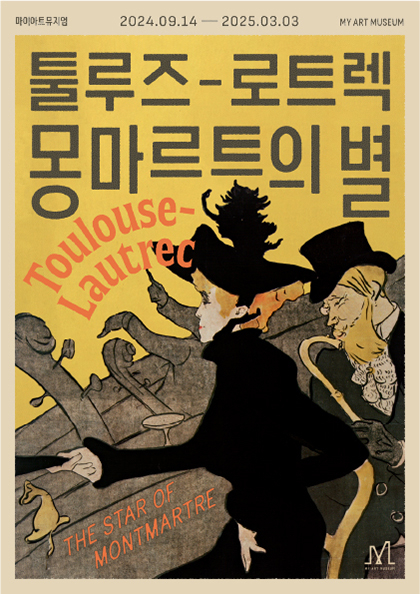 마이아트뮤지엄
2024.09.14 — 2025.03.03
MY ART MUSEUM
툴루즈-로트렉
몽마르트의 별
Toulouse-
Lautrec
THE STAR OF
MONTMARTRE
M
MY ART MUSEUM